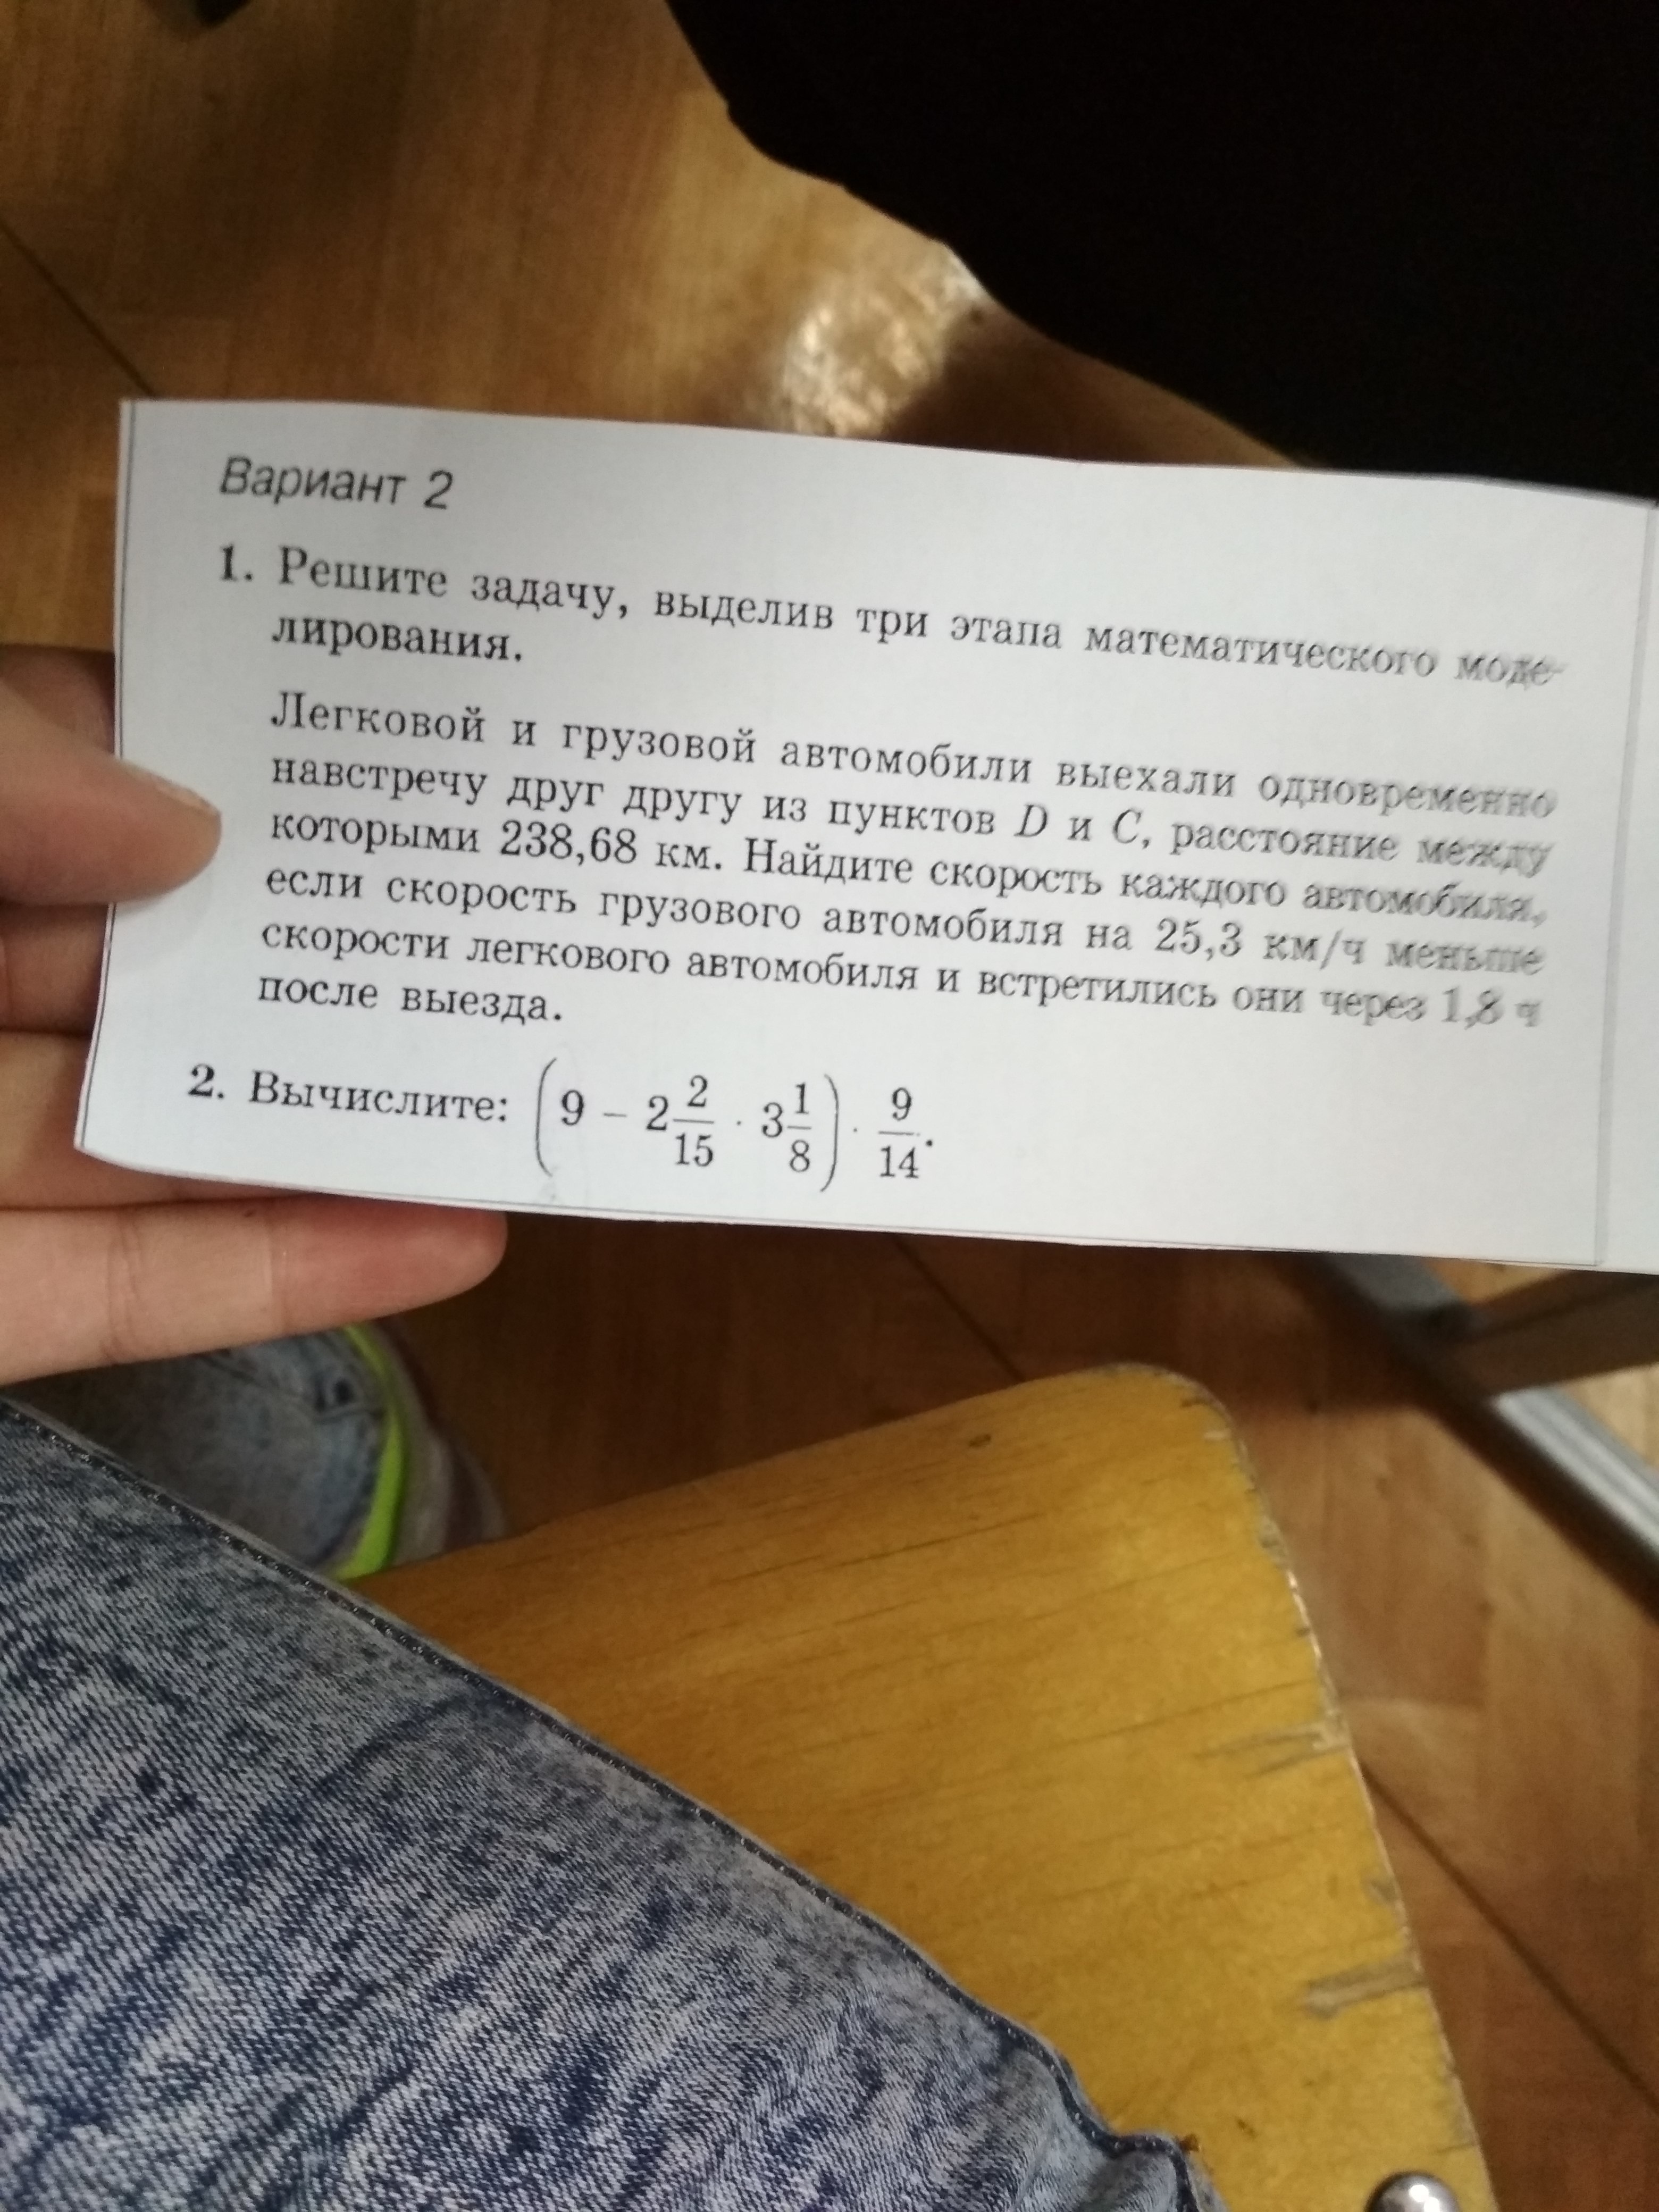 Вариант 2
1. Решите задачу, выделив три этапа математического моде-
лирования.
Легковой и грузовой автомобили выехали одновременно
навстречу друг другу из пунктов D и C, расстояние между
которыми 238,68 км. Найдите скорость каждого автомобиля,
если скорость грузового автомобиля на 25,3 км/ч меньше
скорости легкового автомобиля и встретились они через 1,8 ч
после выезда.
2. Вычислите: (9 − 2 2/15 · 3 1/8) · 9/14.